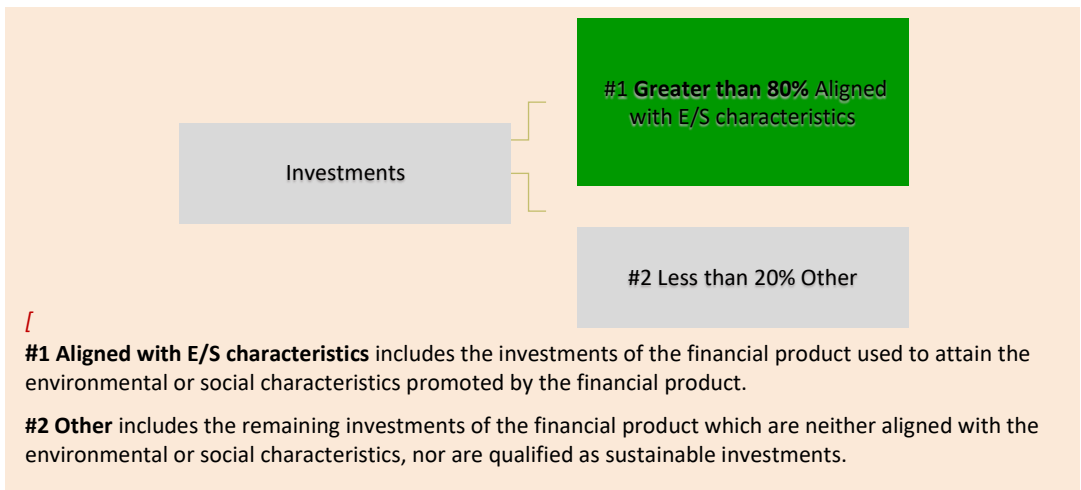 #1 Greater than 80% Aligned
with E/S characteristics
Investments
#2 Less than 20% Other
[
#1 Aligned with E/S characteristics includes the investments of the financial product used to attain the
environmental or social characteristics promoted by the financial product.
#2 Other includes the remaining investments of the financial product which are neither aligned with the
environmental or social characteristics, nor are qualified as sustainable investments.